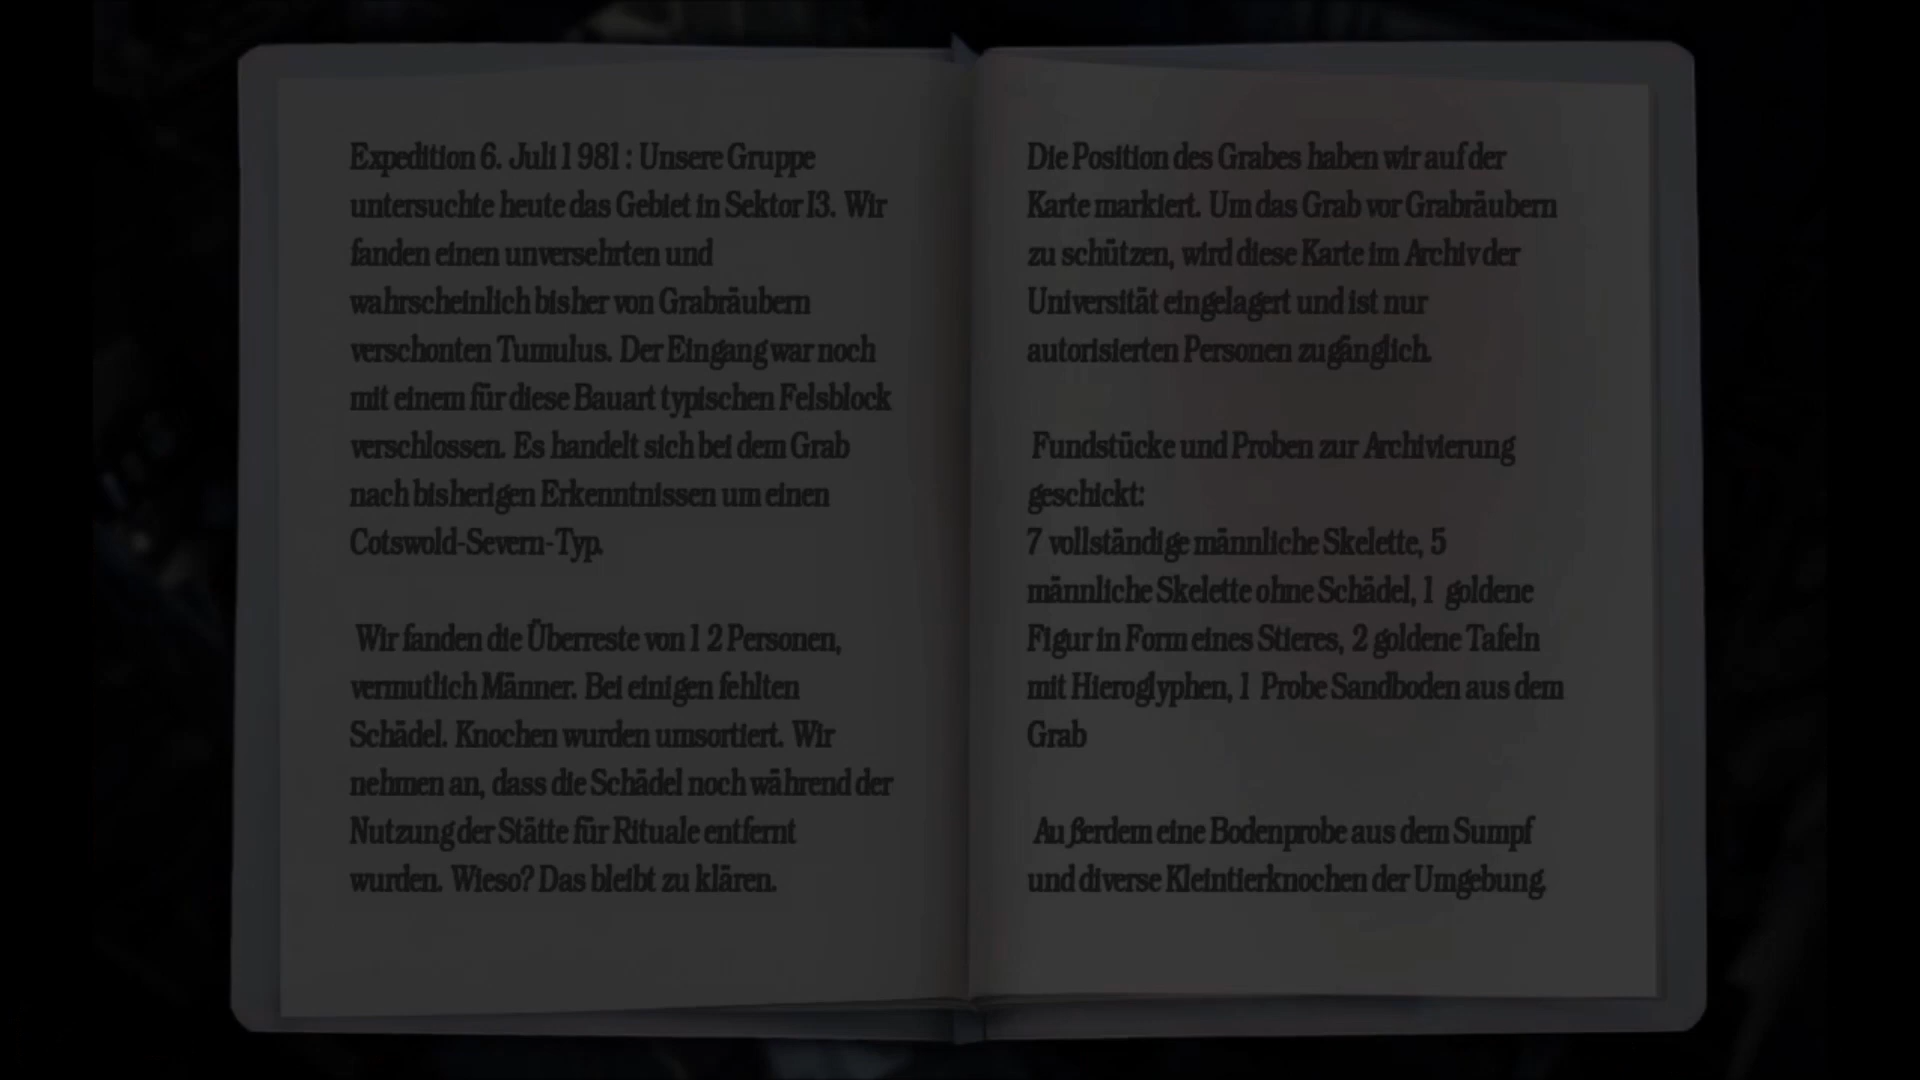 Expedition 6. Juli 1981: Unsere Gruppe
untersuchte heute das Gebiet in Sektor I3. Wir
fanden einen unversehrten und
wahrscheinlich bisher von Grabräubern
verschonten Tumulus. Der Eingang war noch
mit einem für diese Bauart typischen Felsblock
verschlossen. Es handelt sich bei dem Grab
nach bisherigen Erkenntnissen um einen
Cotswold-Severn-Typ.
Wir fanden die Überreste von 12 Personen,
vermutlich Männer. Bei einigen fehlten
Schädel. Knochen wurden umsortiert. Wir
nehmen an, dass die Schädel noch während der
Nutzung der Stätte für Rituale entfernt
wurden. Wieso? Das bleibt zu klären.
Die Position des Grabes haben wir auf der
Karte markiert. Um das Grab vor Grabräubern
zu schützen, wird diese Karte im Archiv der
Universität eingelagert und ist nur
autorisierten Personen zugänglich.
Fundstücke und Proben zur Archivierung
geschickt:
7 vollständige männliche Skelette, 5
männliche Skelette ohne Schädel, 1 goldene
Figur in Form eines Stieres, 2 goldene Tafeln
mit Hieroglyphen, 1 Probe Sandboden aus dem
Grab
Außerdem eine Bodenprobe aus dem Sumpf
und diverse Kleintierknochen der Umgebung.